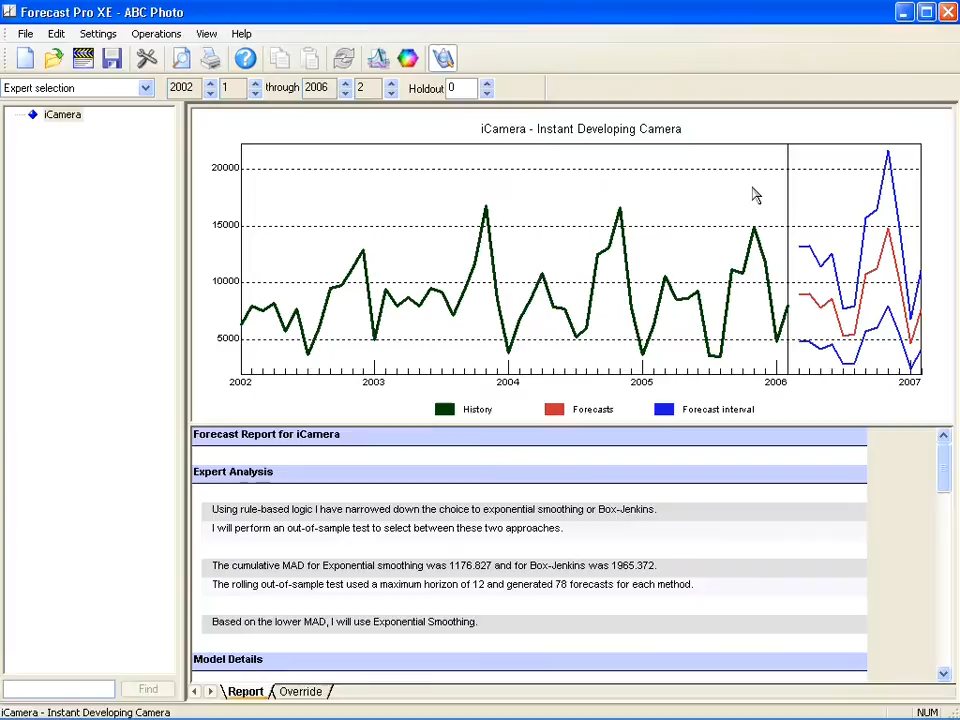 Forecast Pro XE - ABC Photo
File Edit Settings Operations View Help
Expert selection 2002 1 through 2006 2 Holdout 0
iCamera
iCamera - Instant Developing Camera
20000
15000
10000
5000
2002 2003 2004 2005 2006 2007
History Forecasts Forecast interval
Forecast Report for iCamera
Expert Analysis
Using rule-based logic I have narrowed down the choice to exponential smoothing or Box-Jenkins.
I will perform an out-of-sample test to select between these two approaches.
The cumulative MAD for Exponential smoothing was 1176.827 and for Box-Jenkins was 1965.372.
The rolling out-of-sample test used a maximum horizon of 12 and generated 78 forecasts for each method.
Based on the lower MAD, I will use Exponential Smoothing.
Model Details
Find
Report Override
iCamera - Instant Developing Camera NUM